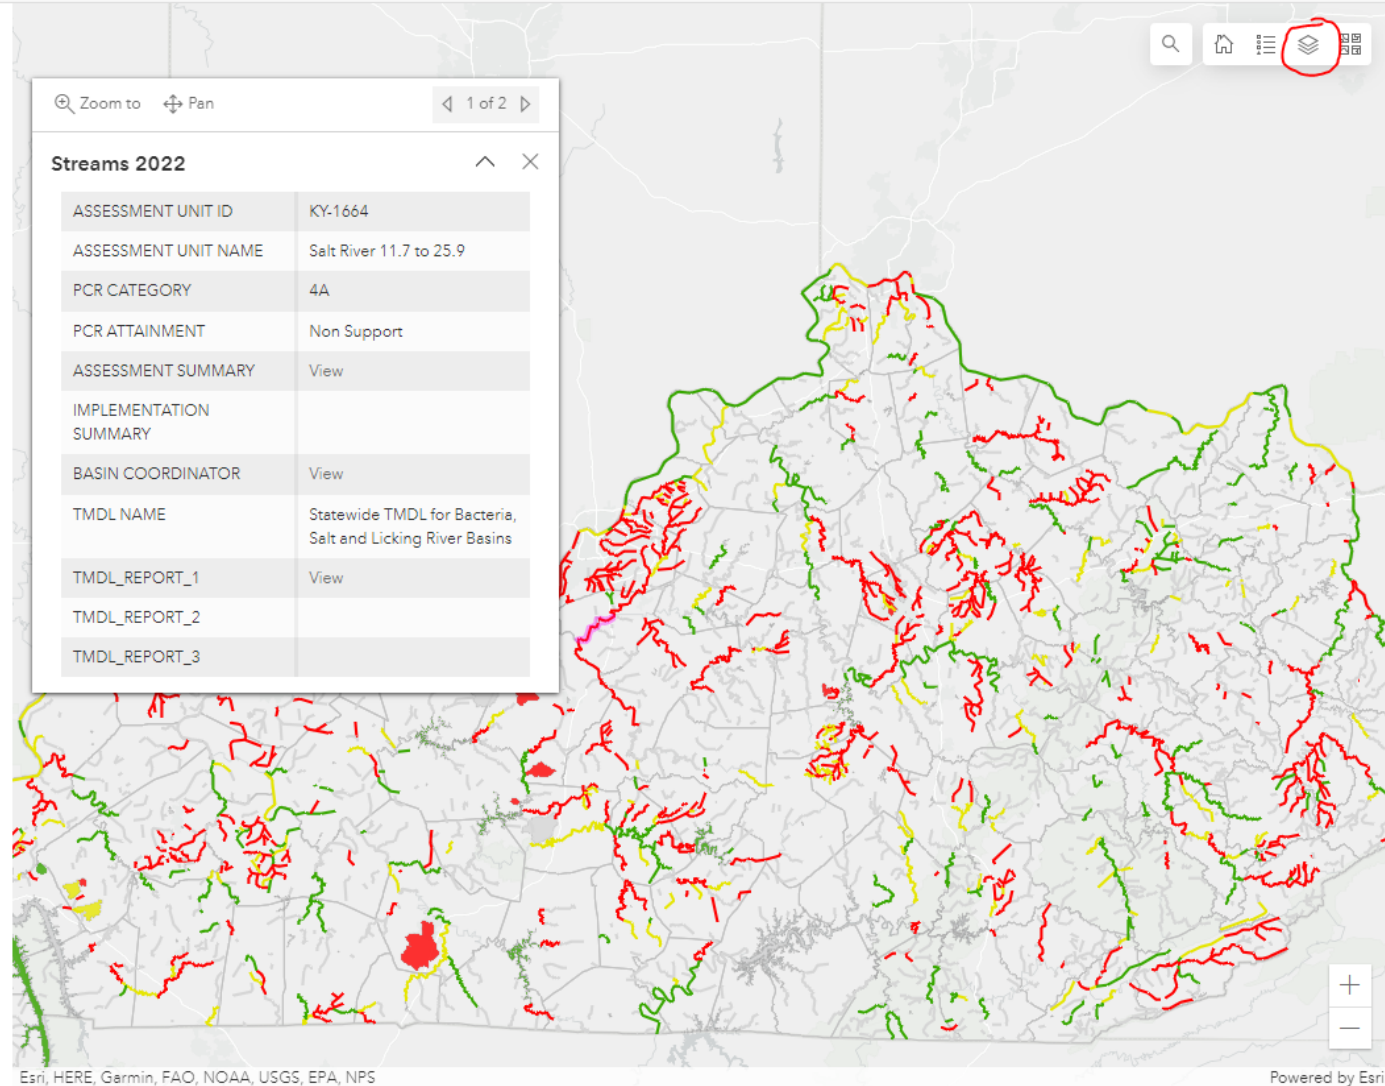 Zoom to
Pan
1 of 2
Streams 2022
ASSESSMENT UNIT ID KY-1664
ASSESSMENT UNIT NAME Salt River 11.7 to 25.9
PCR CATEGORY 4A
PCR ATTAINMENT Non Support
ASSESSMENT SUMMARY View
IMPLEMENTATION
SUMMARY
BASIN COORDINATOR View
TMDL NAME Statewide TMDL for Bacteria,
Salt and Licking River Basins
TMDL_REPORT_1 View
TMDL_REPORT_2
TMDL_REPORT_3
Esri, HERE, Garmin, FAO, NOAA, USGS, EPA, NPS
Powered by Esri